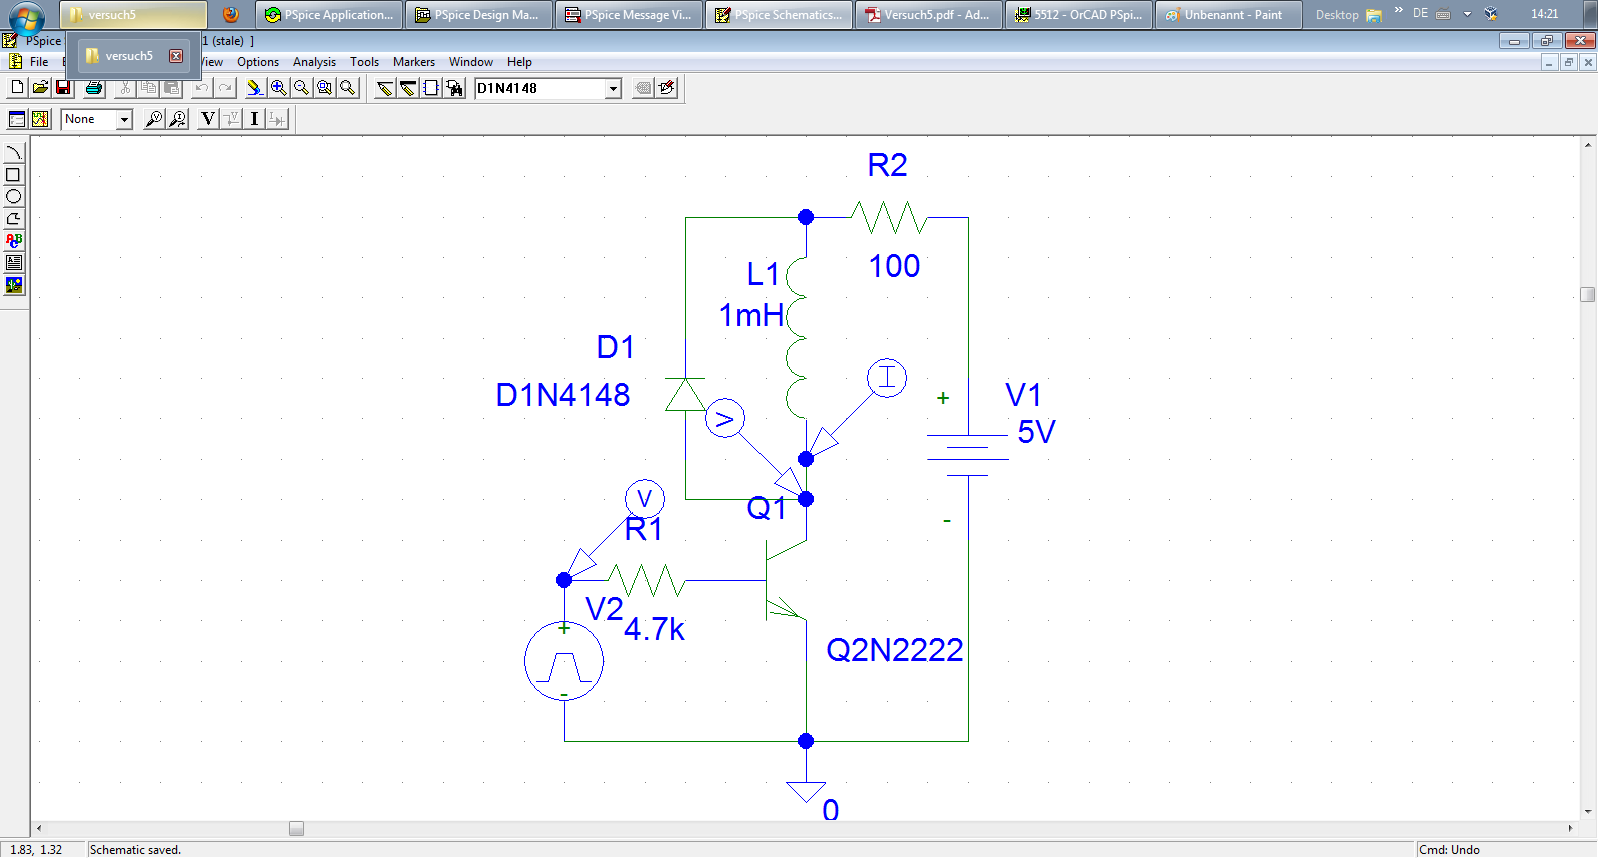 versuch5
PSpice Application...
PSpice Design Ma...
PSpice Message Vi...
PSpice Schematics...
Versuch5.pdf - Ad...
5512 - OrCAD PSpi...
Unbenannt - Paint
Desktop
»
DE
14:21
PSpice
1 (stale) ]
versuch5
File
View Options Analysis Tools Markers Window Help
D1N4148
None
V
I
ABC
R2
100
L1
1mH
D1
D1N4148
I
V
+
V1
5V
-
V
Q1
R1
V2
4.7k
+
-
Q2N2222
0
1.83, 1.32
Schematic saved.
Cmd: Undo